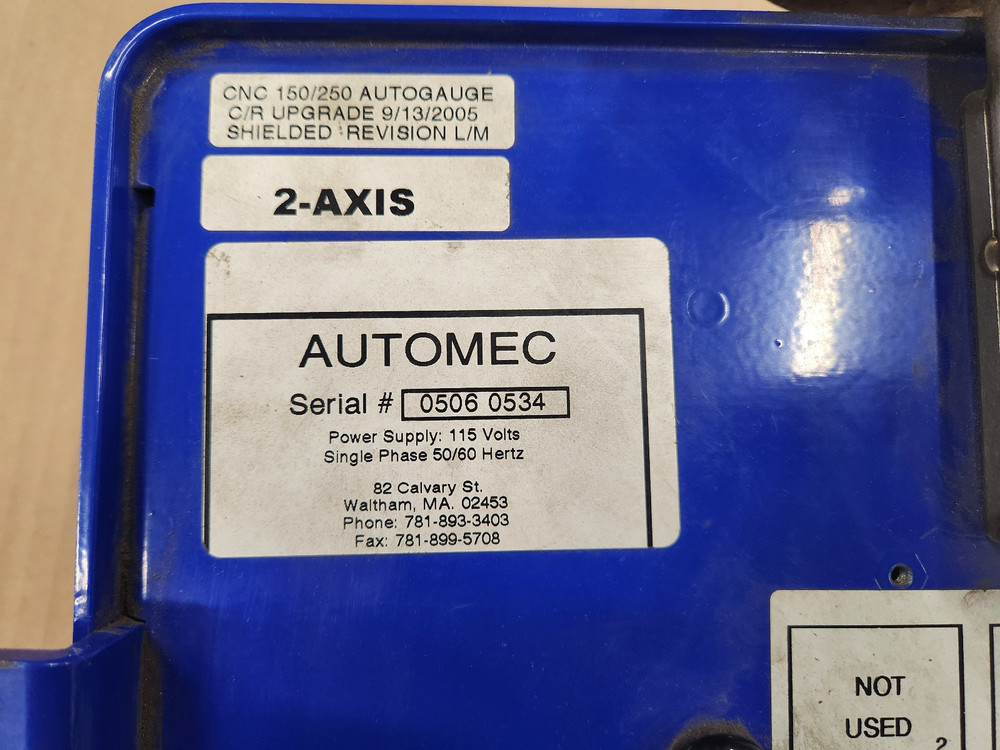 CNC 150/250 AUTOGAUGE
C/R UPGRADE 9/13/2005
SHIELDED REVISION L/M
2-AXIS
AUTOMEC
Serial # 0506 0534
Power Supply: 115 Volts
Single Phase 50/60 Hertz
82 Calvary St.
Waltham, MA. 02453
Phone: 781-893-3403
Fax: 781-899-5708
NOT
USED
2